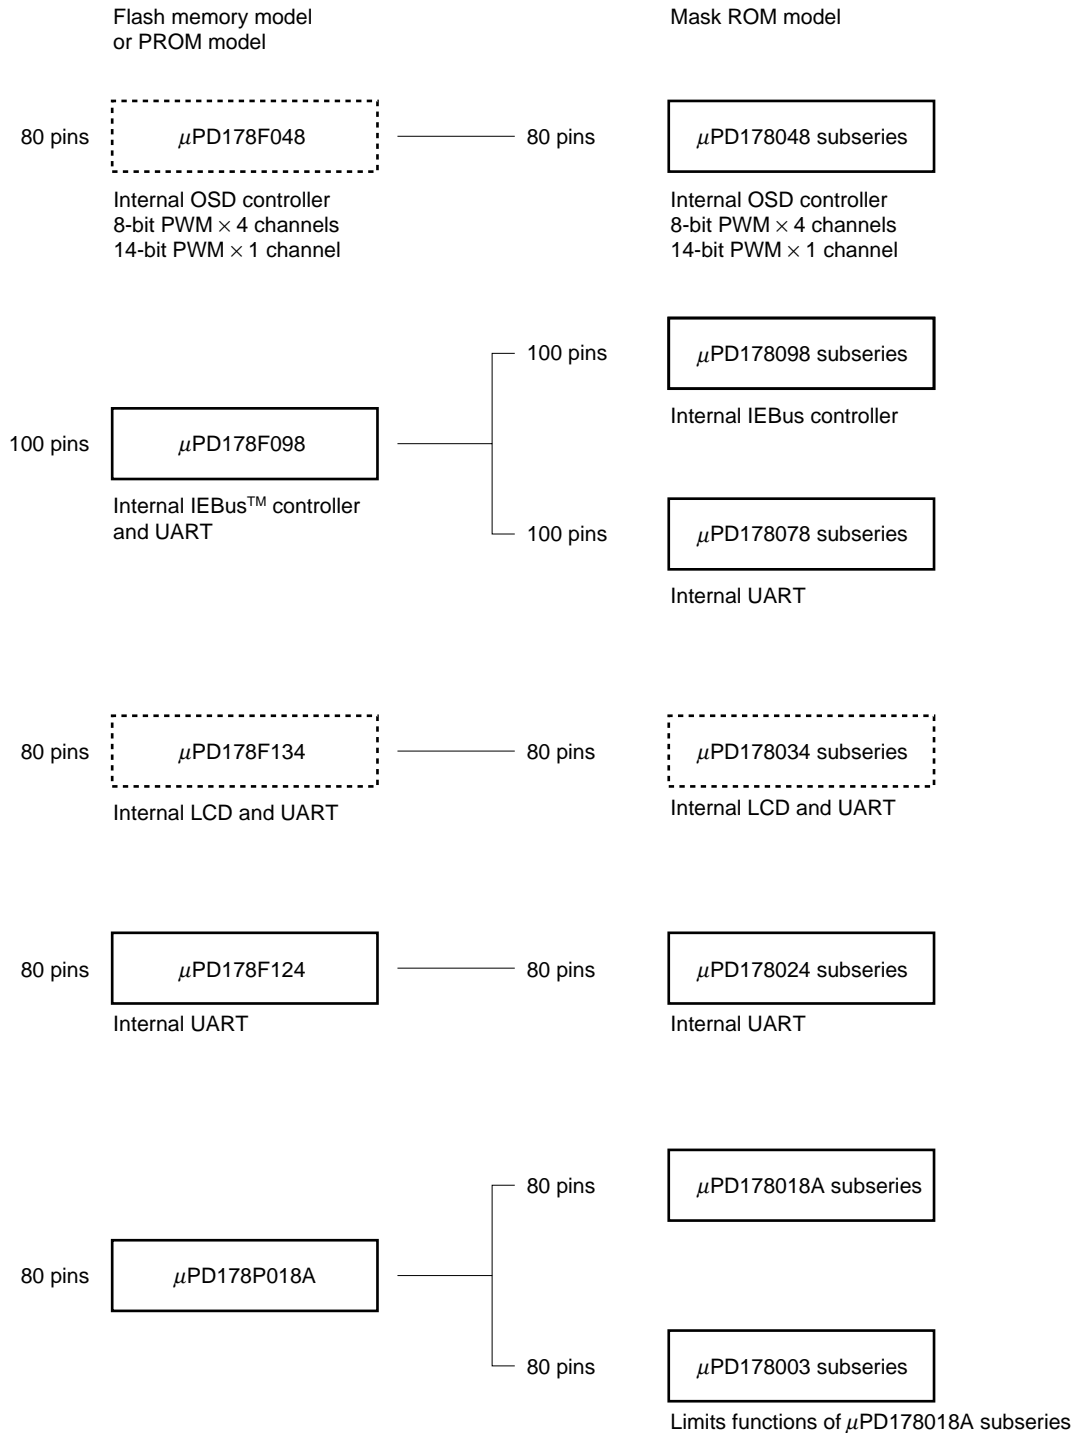 Flash memory model
or PROM model
Mask ROM model
80 pins
μPD178F048
80 pins
μPD178048 subseries
Internal OSD controller
8-bit PWM × 4 channels
14-bit PWM × 1 channel
Internal OSD controller
8-bit PWM × 4 channels
14-bit PWM × 1 channel
100 pins
μPD178F098
Internal IEBus™ controller
and UART
100 pins
μPD178098 subseries
Internal IEBus controller
100 pins
μPD178078 subseries
Internal UART
80 pins
μPD178F134
80 pins
μPD178034 subseries
Internal LCD and UART
Internal LCD and UART
80 pins
μPD178F124
80 pins
μPD178024 subseries
Internal UART
Internal UART
80 pins
μPD178P018A
80 pins
μPD178018A subseries
80 pins
μPD178003 subseries
Limits functions of μPD178018A subseries